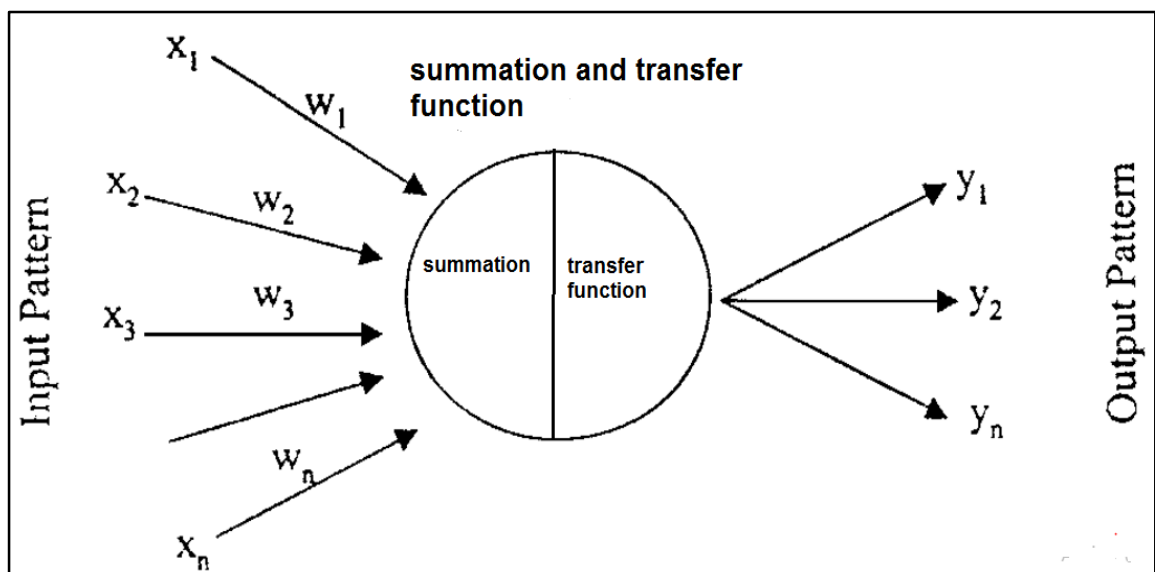 x₁
w₁
summation and transfer
function
x₂
w₂
w₃
x₃
wₙ
xₙ
Input Pattern
summation
transfer
function
y₁
y₂
yₙ
Output Pattern